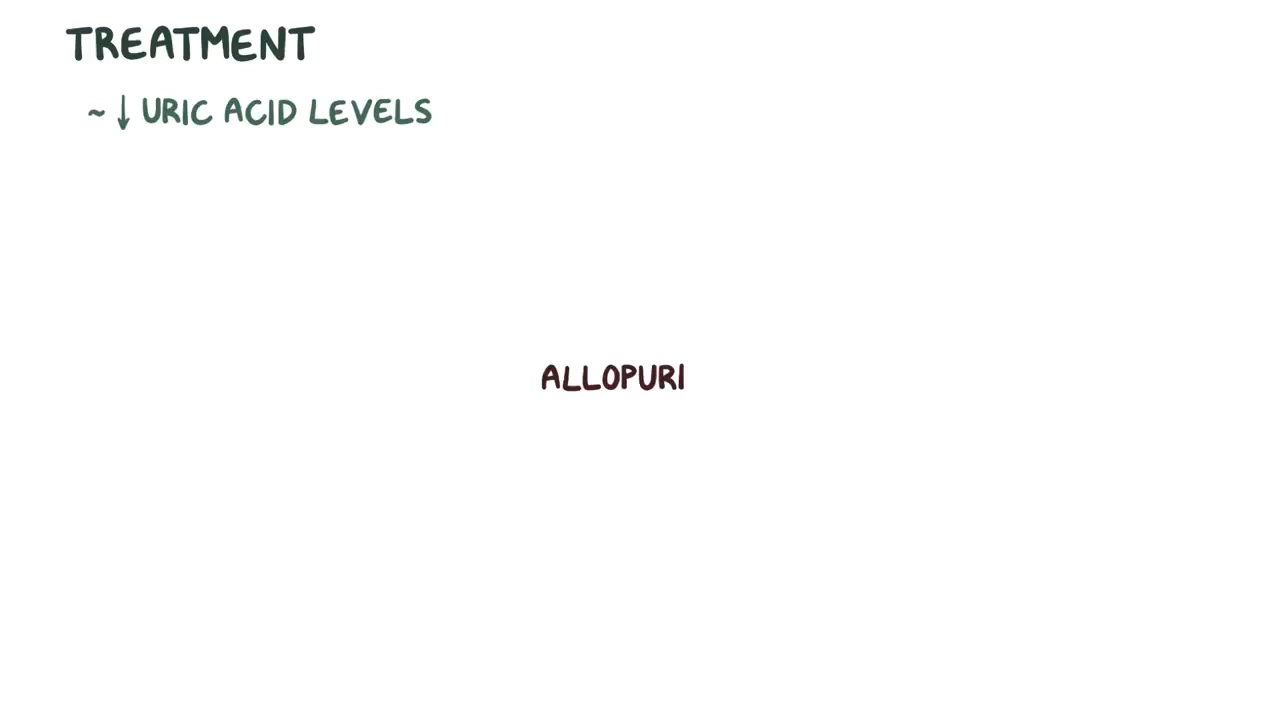 TREATMENT
~ ↓ URIC ACID LEVELS
ALLOPURI